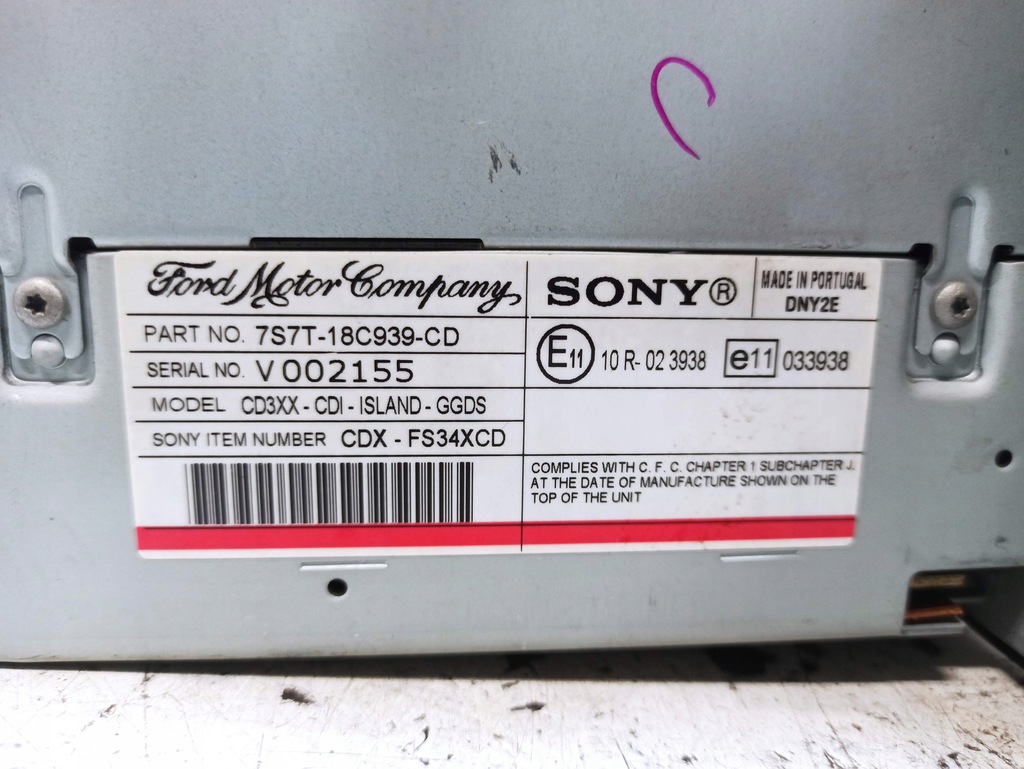 Ford Motor Company
PART NO. 7S7T-18C939-CD
SERIAL NO. V 002155
MODEL CD3XX - CDI - ISLAND - GGDS
SONY ITEM NUMBER CDX - FS34XCD
SONY®
MADE IN PORTUGAL
DNY2E
E11 10 R- 02 3938 e11 033938
COMPLIES WITH C. F. C. CHAPTER 1 SUBCHAPTER J.
AT THE DATE OF MANUFACTURE SHOWN ON THE
TOP OF THE UNIT